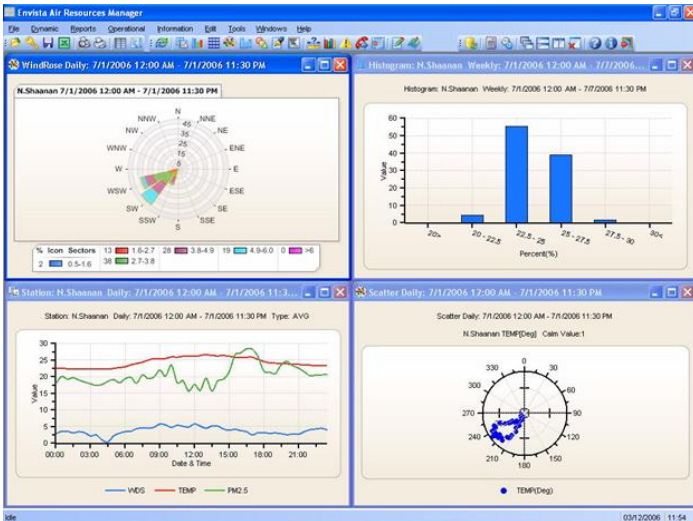 Envista Air Resources Manager
File Dynamic Reports Operational Information Edit Tools Windows Help
WindRose Daily: 7/1/2006 12:00 AM - 7/1/2006 11:30 PM
N.Shaanan 7/1/2006 12:00 AM - 7/1/2006 11:30 PM
N
NNW NNE
NW NE
WNW ENE
W E
WSW ESE
SW SE
SSW SSE
S
45
35
25
15
5
% Icon Sectors 13 1.6-2.7 28 3.8-4.9 19 4.9-6.0 0 >6
2 0.5-1.6 38 2.7-3.8
Histogram: N.Shaanan Weekly: 7/1/2006 12:00 AM - 7/7/2006...
Histogram: N.Shaanan Weekly: 7/1/2006 12:00 AM - 7/7/2006 11:30 PM
60
50
40
30
20
10
0
Value
20> 20 - 22.5 22.5 - 25 25 - 27.5 27.5 - 30 30<
Percent(%)
Station: N.Shaanan Daily: 7/1/2006 12:00 AM - 7/1/2006 11:3...
Station: N.Shaanan Daily: 7/1/2006 12:00 AM - 7/1/2006 11:30 PM Type: AVG
30
25
20
15
10
5
0
Value
00:00 03:00 06:00 09:00 12:00 15:00 18:00 21:00
Date & Time
WDS TEMP PM2.5
Scatter Daily: 7/1/2006 12:00 AM - 7/1/2006 11:30 PM
Scatter Daily: 7/1/2006 12:00 AM - 7/1/2006 11:30 PM
N.Shaanan TEMP[Deg] Calm Value:1
0
330 30
300 60
270 90
240 120
210 150
180
TEMP(Deg)
Idle 03/12/2006 11:54